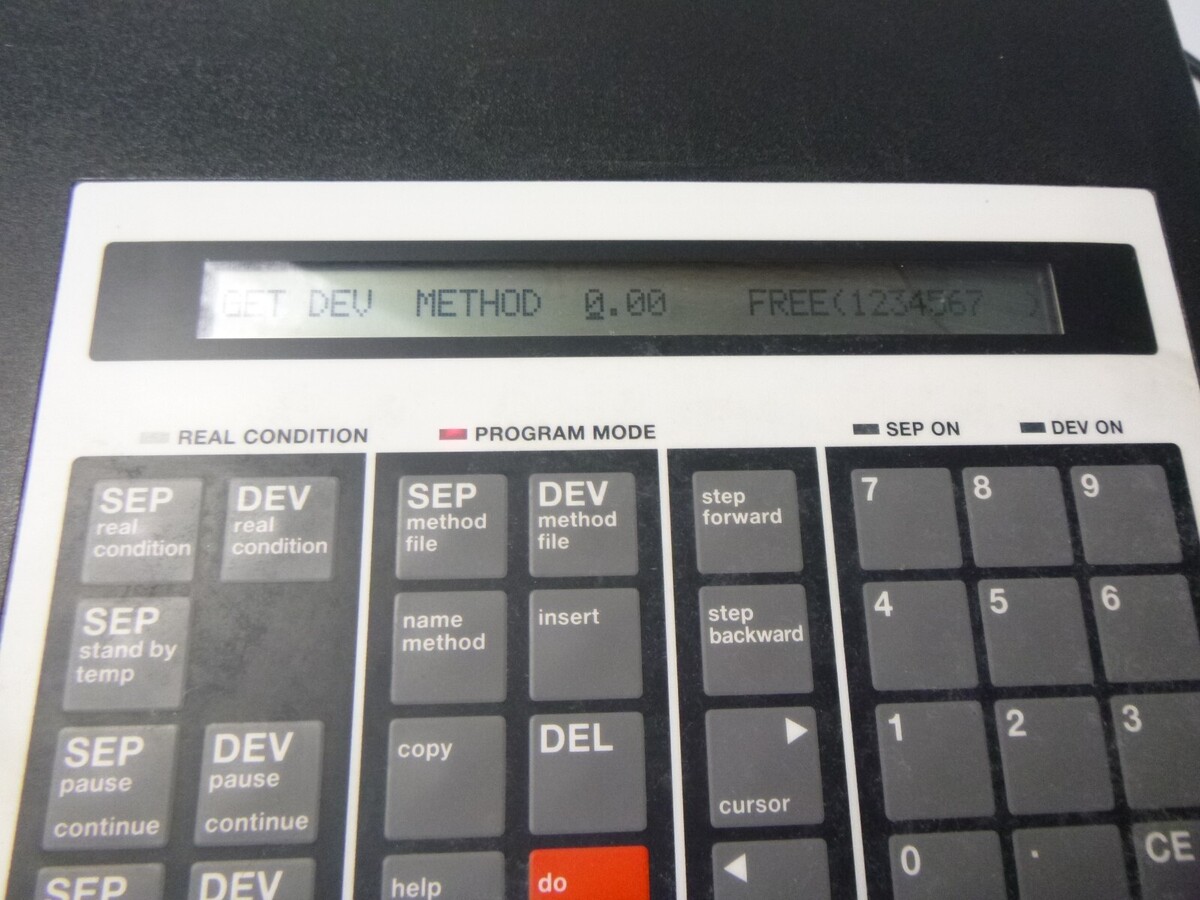 GET DEV METHOD 0.00 FREE(1234567 )
REAL CONDITION
PROGRAM MODE
SEP ON
DEV ON
SEP
real
condition
DEV
real
condition
SEP
method
file
DEV
method
file
step
forward
7
8
9
SEP
stand by
temp
name
method
insert
step
backward
4
5
6
SEP
pause
continue
DEV
pause
continue
copy
DEL
cursor
1
2
3
SEP
DEV
help
do
0
.
CE